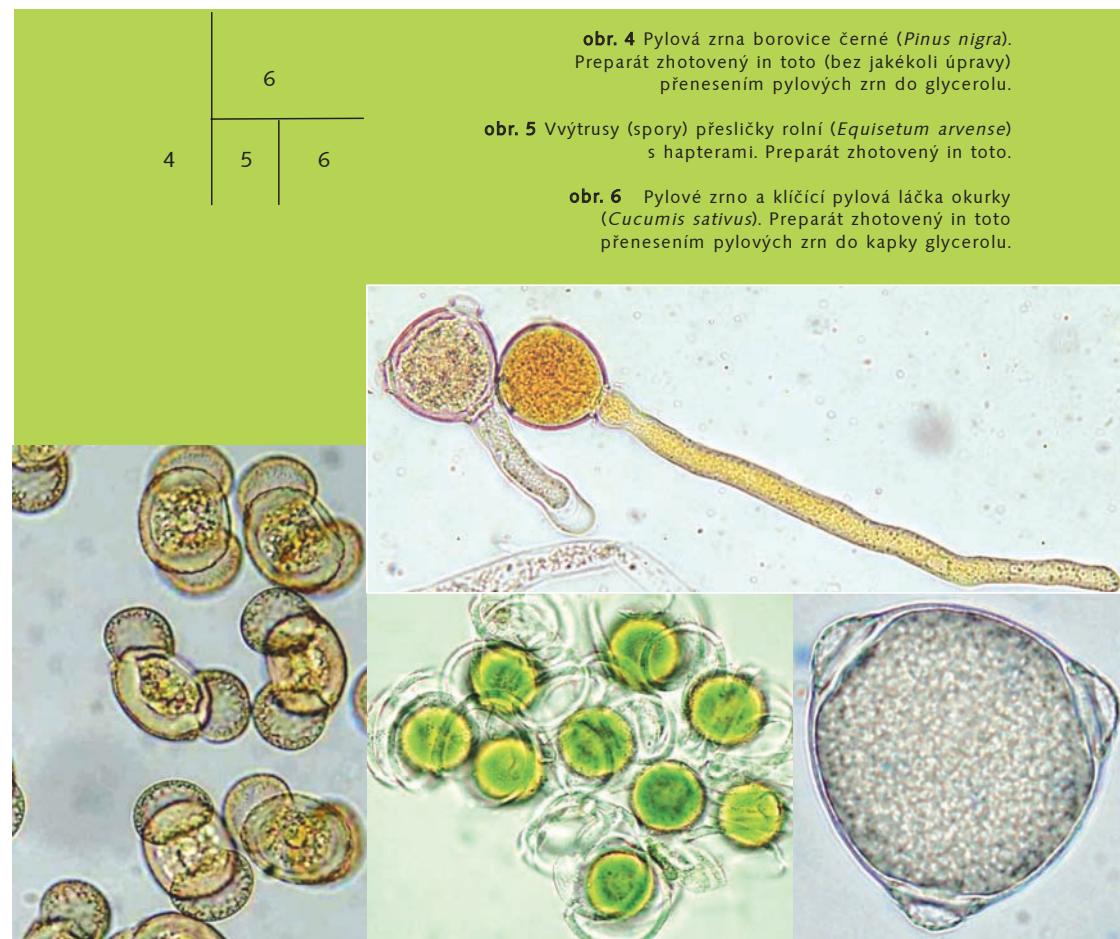 6
4 5 6
obr. 4 Pylová zrna borovice černé (Pinus nigra).
Preparát zhotovený in toto (bez jakékoli úpravy)
přenesením pylových zrn do glycerolu.
obr. 5 Vvýtrusy (spory) přesličky rolní (Equisetum arvense)
s hapterami. Preparát zhotovený in toto.
obr. 6 Pylové zrno a klíčící pylová láčka okurky
(Cucumis sativus). Preparát zhotovený in toto
přenesením pylových zrn do kapky glycerolu.